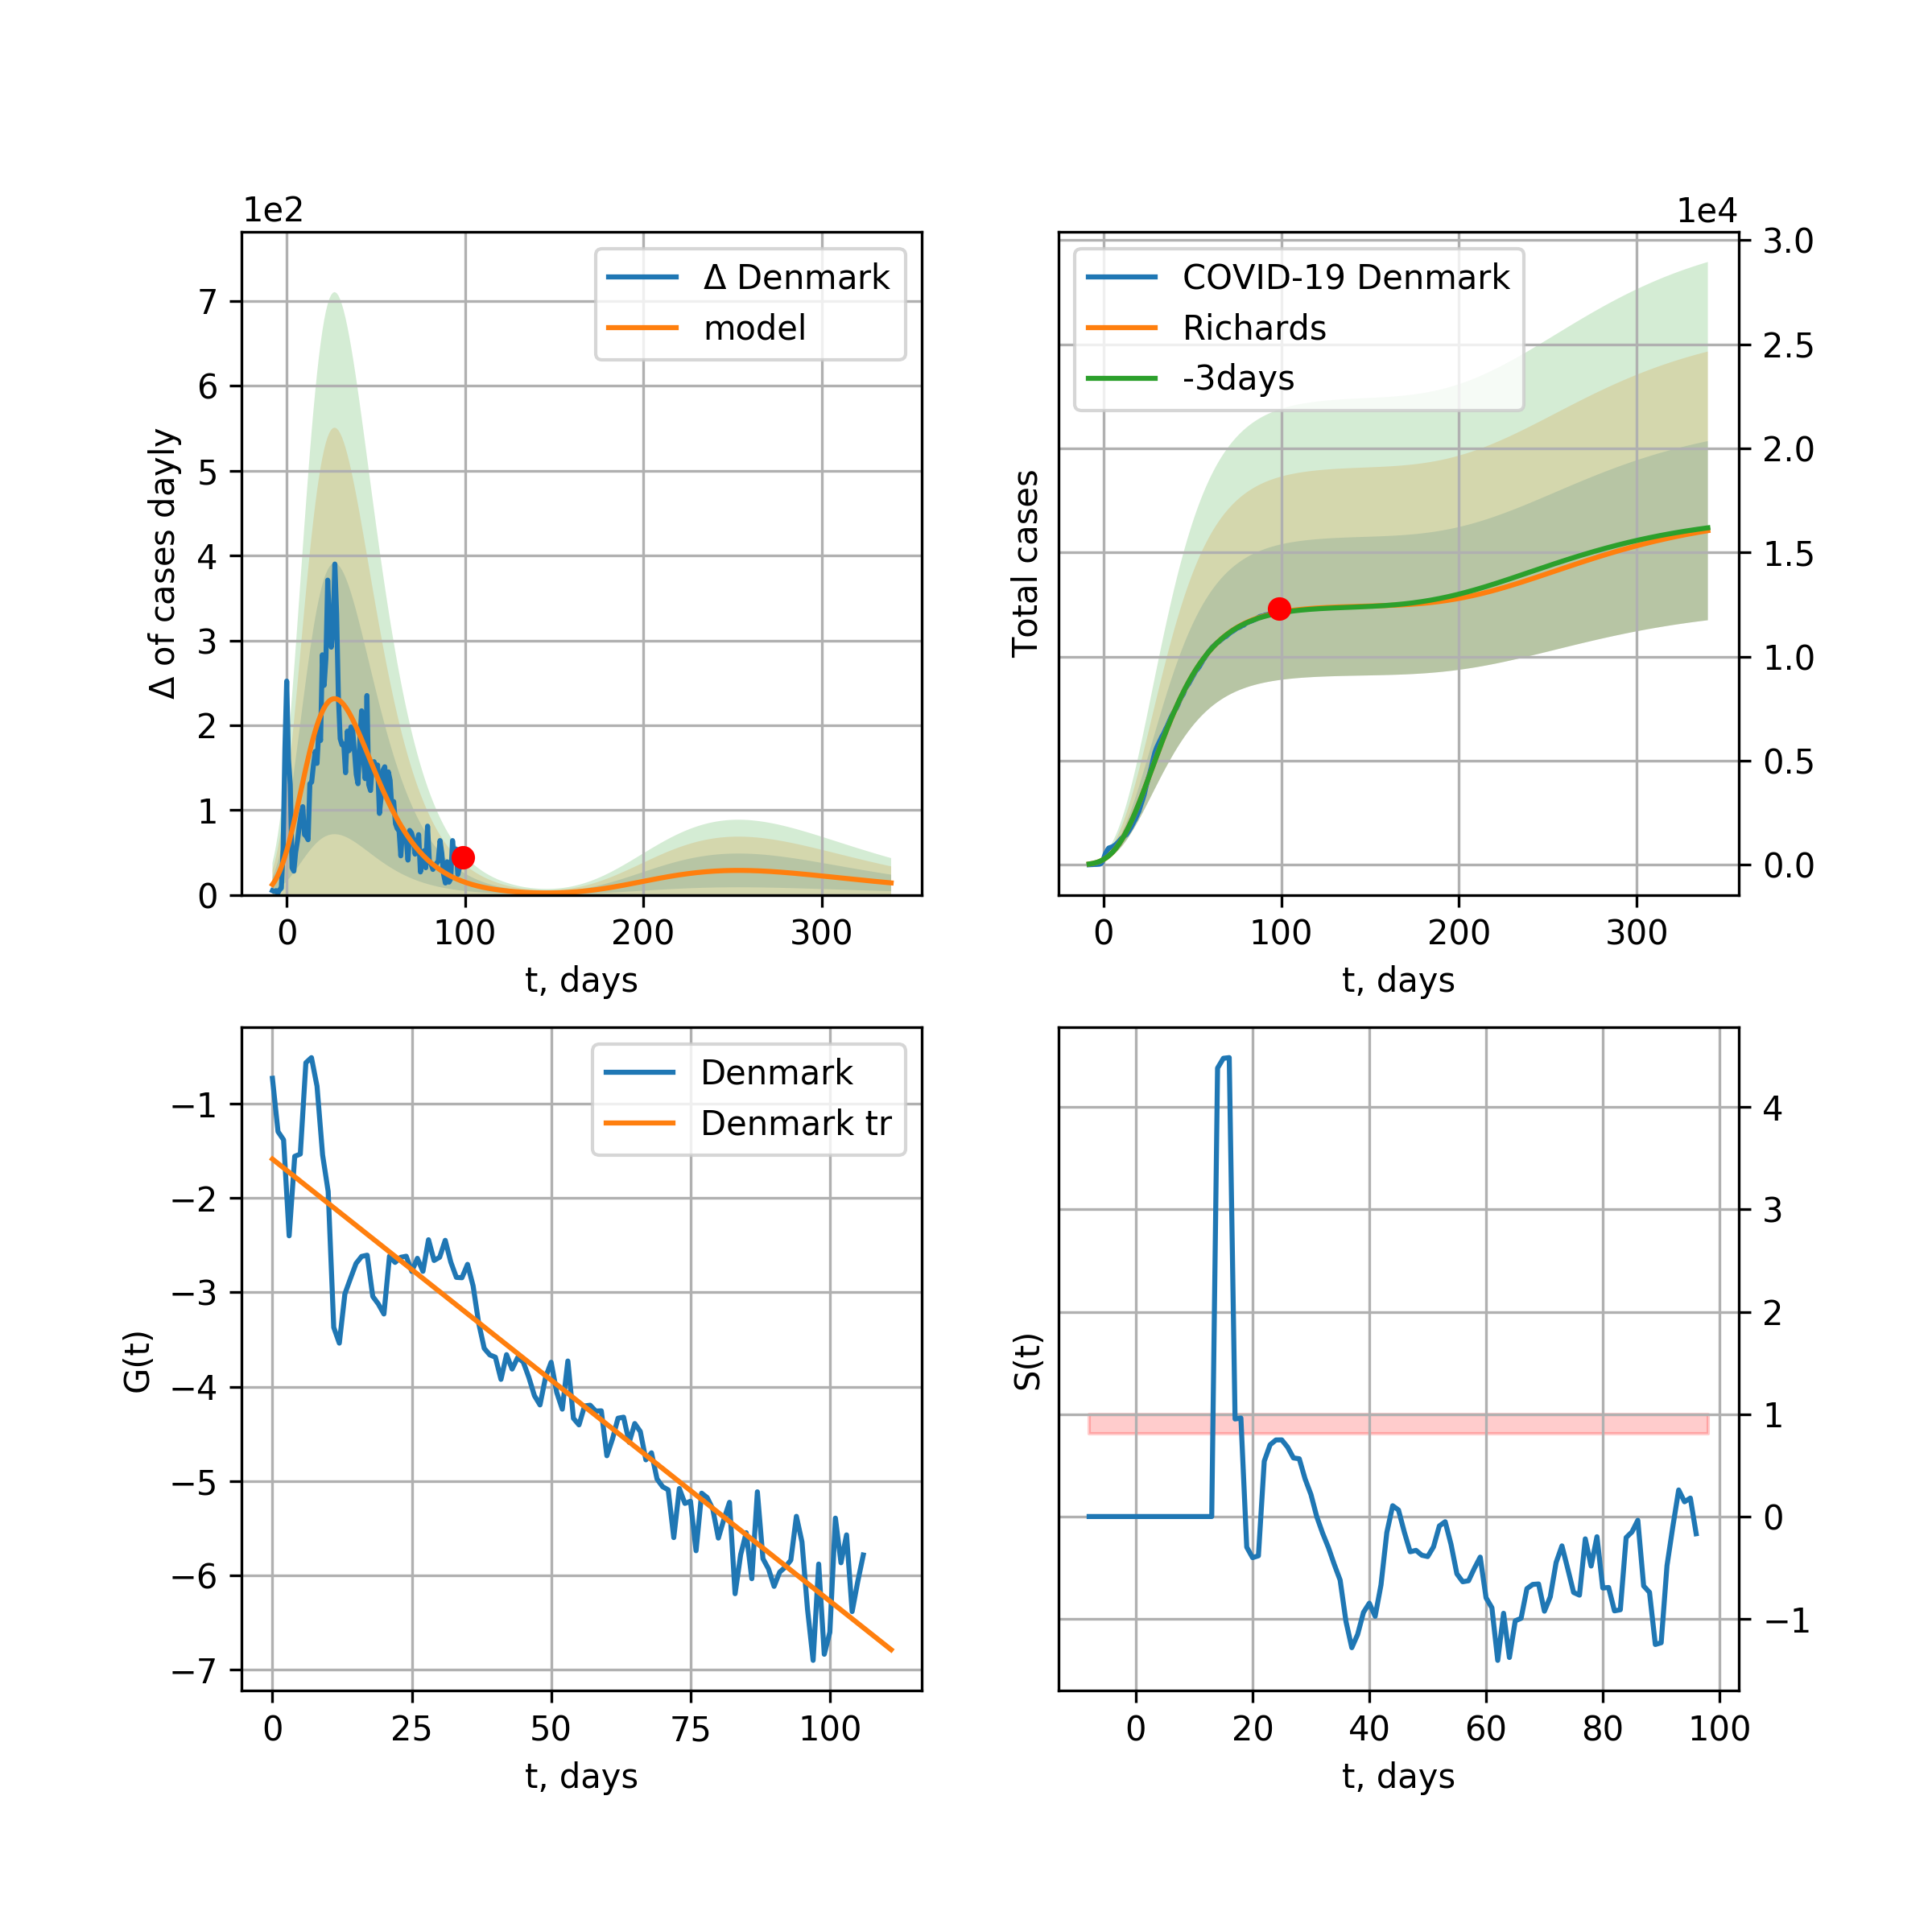 1e2
Δ of cases dayly
7
6
5
4
3
2
1
0
0 100 200 300
t, days
Δ Denmark
model
1e4
Total cases
3.0
2.5
2.0
1.5
1.0
0.5
0.0
0 100 200 300
t, days
COVID-19 Denmark
Richards
-3days
G(t)
−1
−2
−3
−4
−5
−6
−7
0 25 50 75 100
t, days
Denmark
Denmark tr
S(t)
4
3
2
1
0
−1
0 20 40 60 80 100
t, days